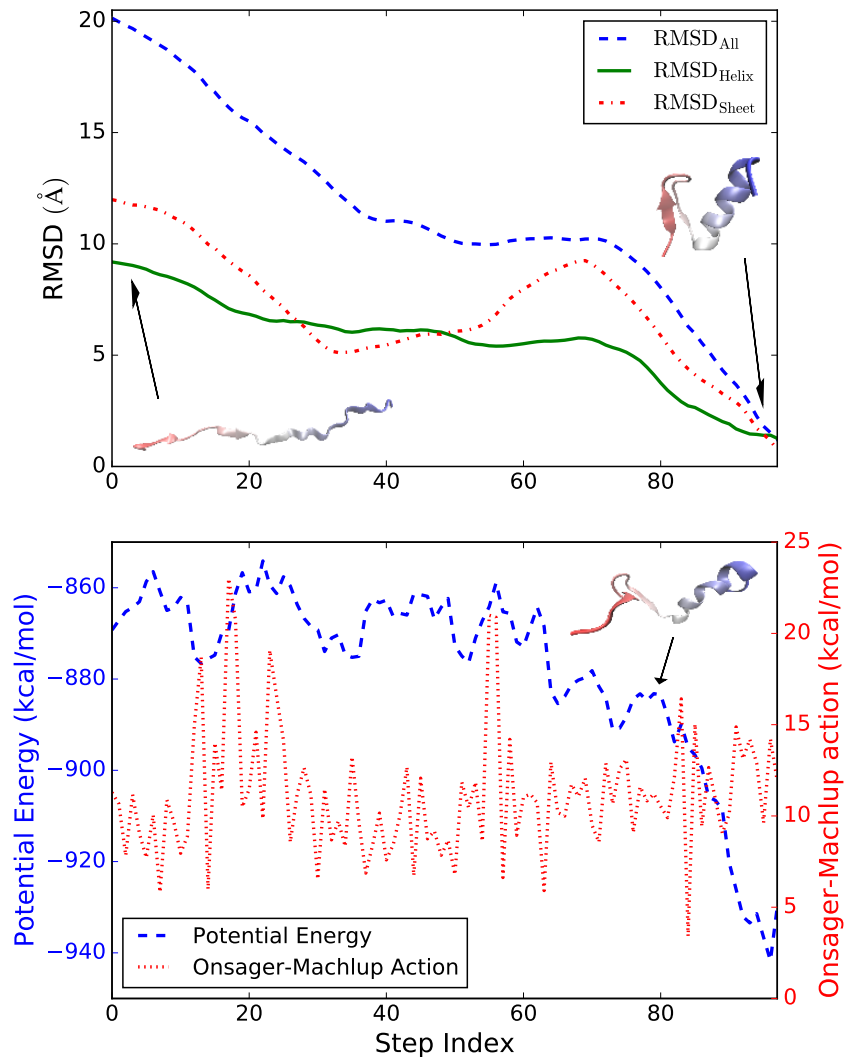 20
15
10
5
0
RMSD (Å)
RMSD_All
RMSD_Helix
RMSD_Sheet
0 20 40 60 80
−860
−880
−900
−920
−940
Potential Energy (kcal/mol)
25
20
15
10
5
0
Onsager-Machlup action (kcal/mol)
Potential Energy
Onsager-Machlup Action
0 20 40 60 80
Step Index